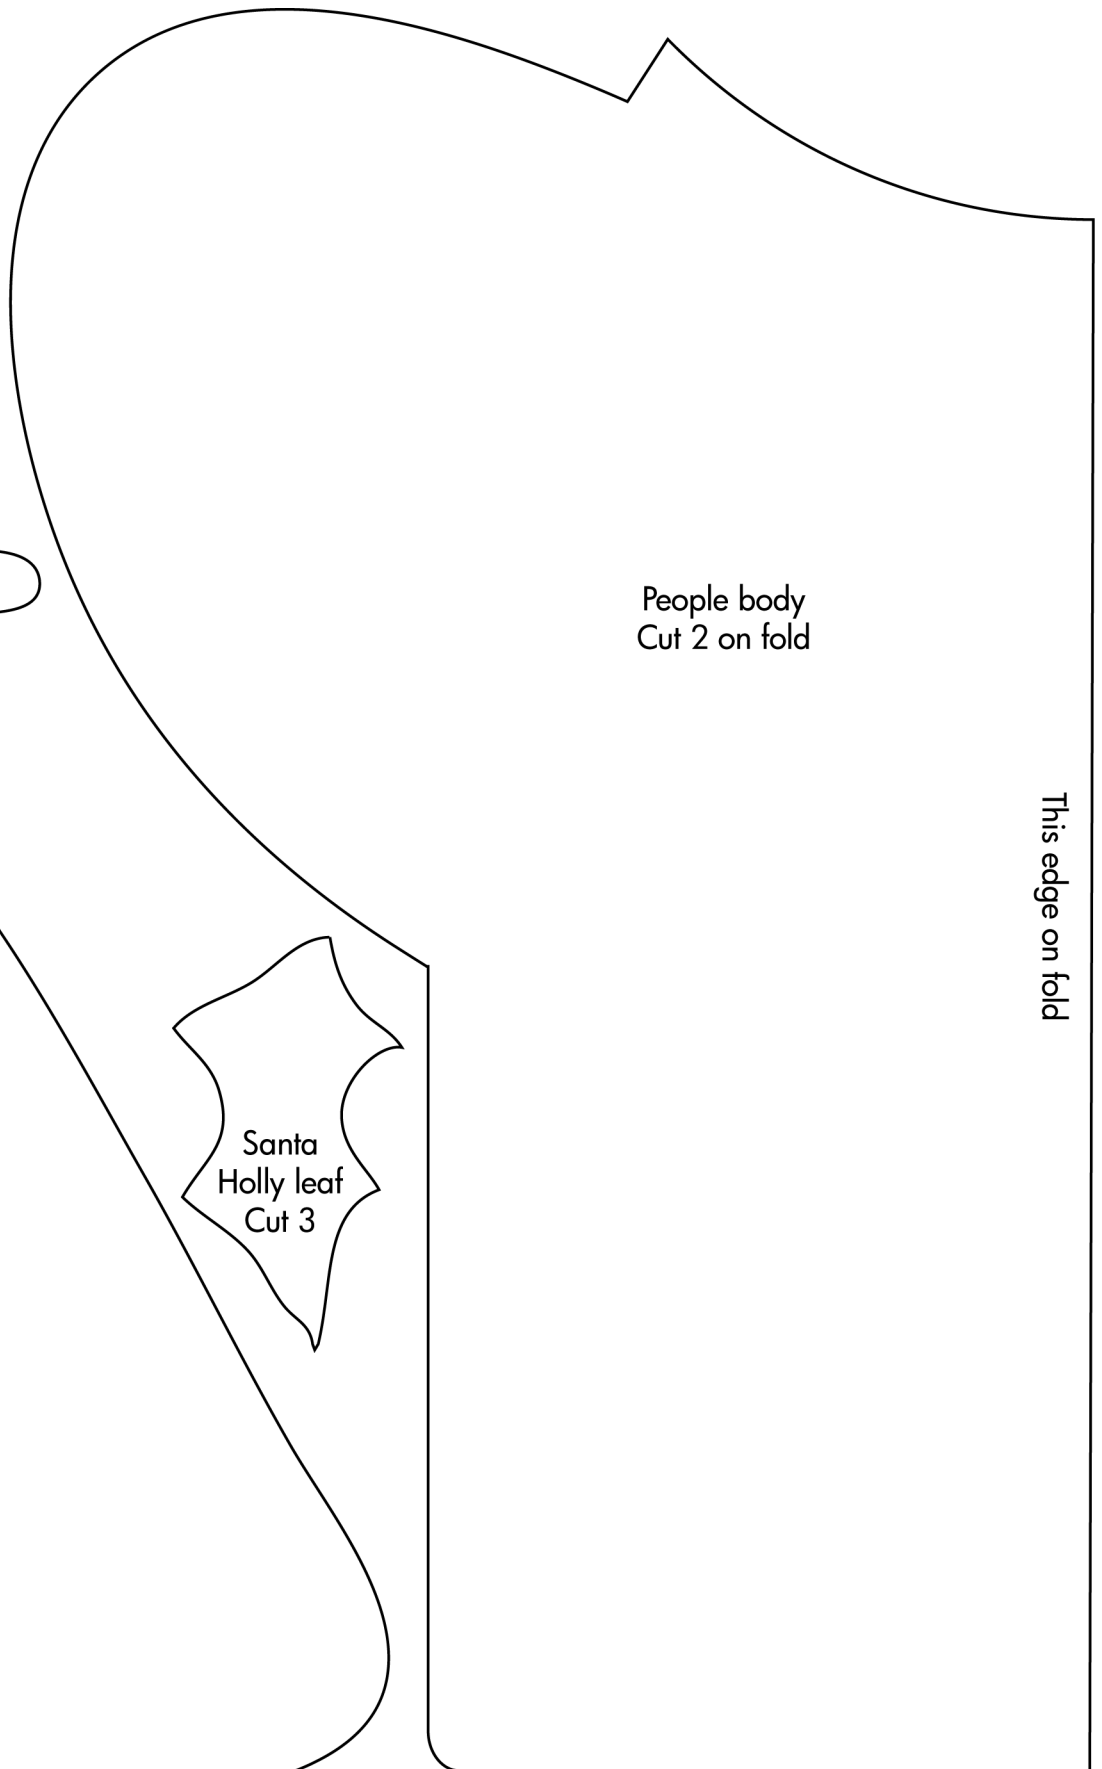 People body
Cut 2 on fold
This edge on fold
Santa
Holly leaf
Cut 3